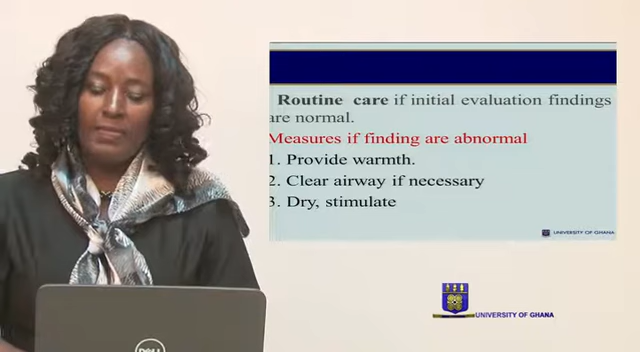 Routine care if initial evaluation findings
are normal.
Measures if finding are abnormal
1. Provide warmth.
2. Clear airway if necessary
3. Dry, stimulate
UNIVERSITY OF GHANA
UNIVERSITY OF GHANA
DELL